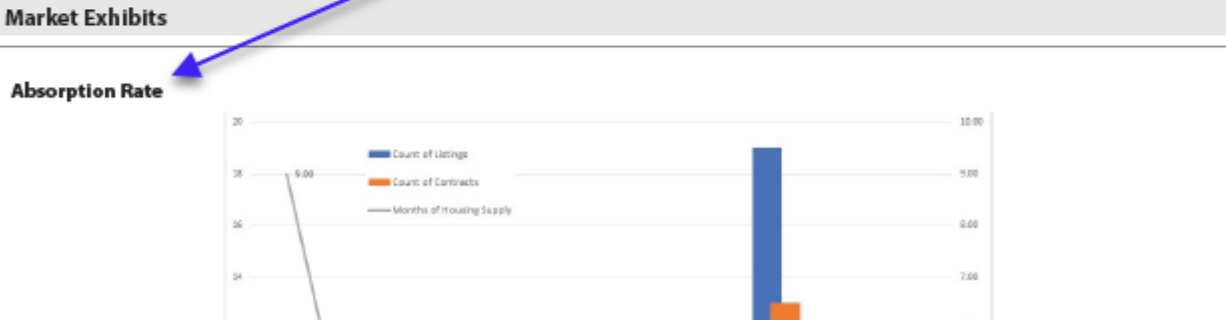 Market Exhibits
Absorption Rate
20 10.00
Count of Listings
18 9.00 9.00
Count of Contracts
Months of Housing Supply
16 8.00
14 7.00